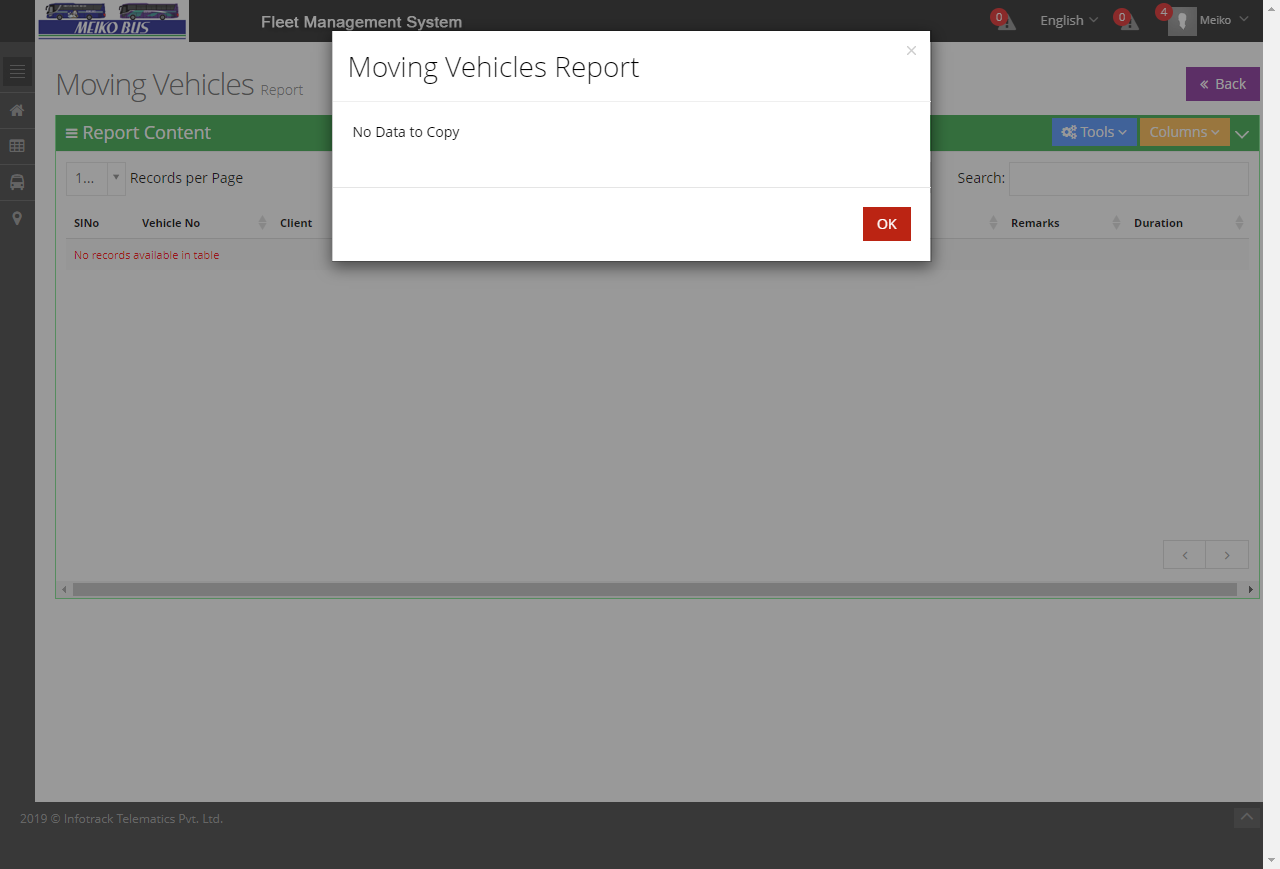 MEIKO BUS
Fleet Management System
0
English
0
4
Meiko
Moving Vehicles Report
Back
Report Content
Tools
Columns
1...
Records per Page
Search:
SlNo
Vehicle No
Client
Remarks
Duration
No records available in table
Moving Vehicles Report
×
No Data to Copy
OK
2019 © Infotrack Telematics Pvt. Ltd.